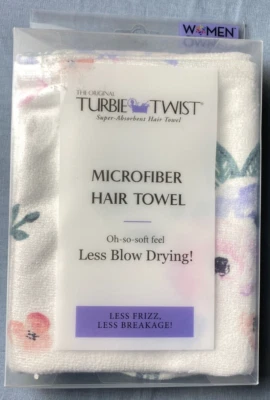 WOMEN
OWN
THE ORIGINAL
TURBIE TWIST®
Super-Absorbent Hair Towel
MICROFIBER
HAIR TOWEL
Oh-so-soft feel
Less Blow Drying!
LESS FRIZZ,
LESS BREAKAGE!